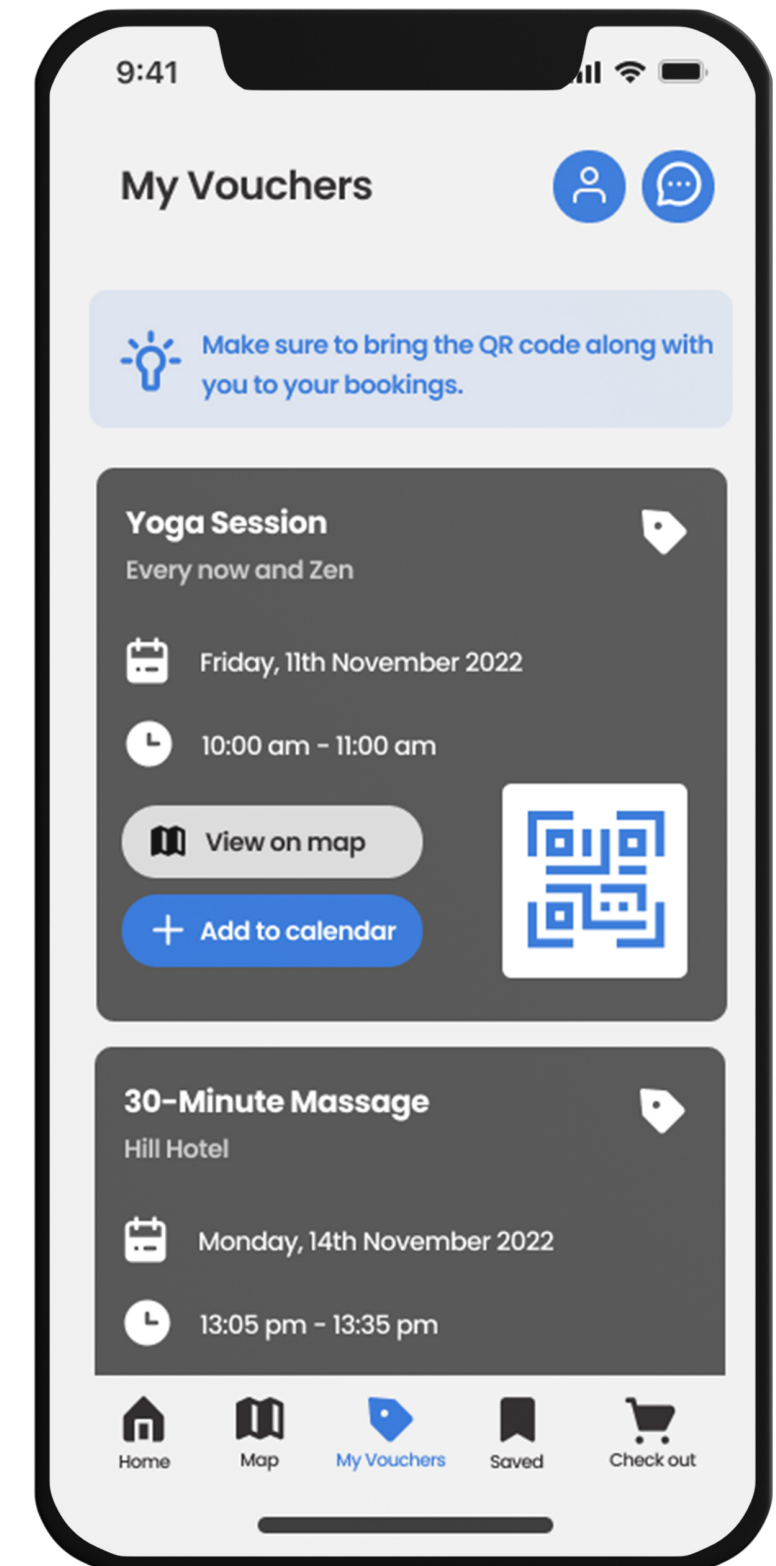 9:41
My Vouchers
Make sure to bring the QR code along with
you to your bookings.
Yoga Session
Every now and Zen
Friday, 11th November 2022
10:00 am - 11:00 am
View on map
Add to calendar
30-Minute Massage
Hill Hotel
Monday, 14th November 2022
13:05 pm - 13:35 pm
Home
Map
My Vouchers
Saved
Check out